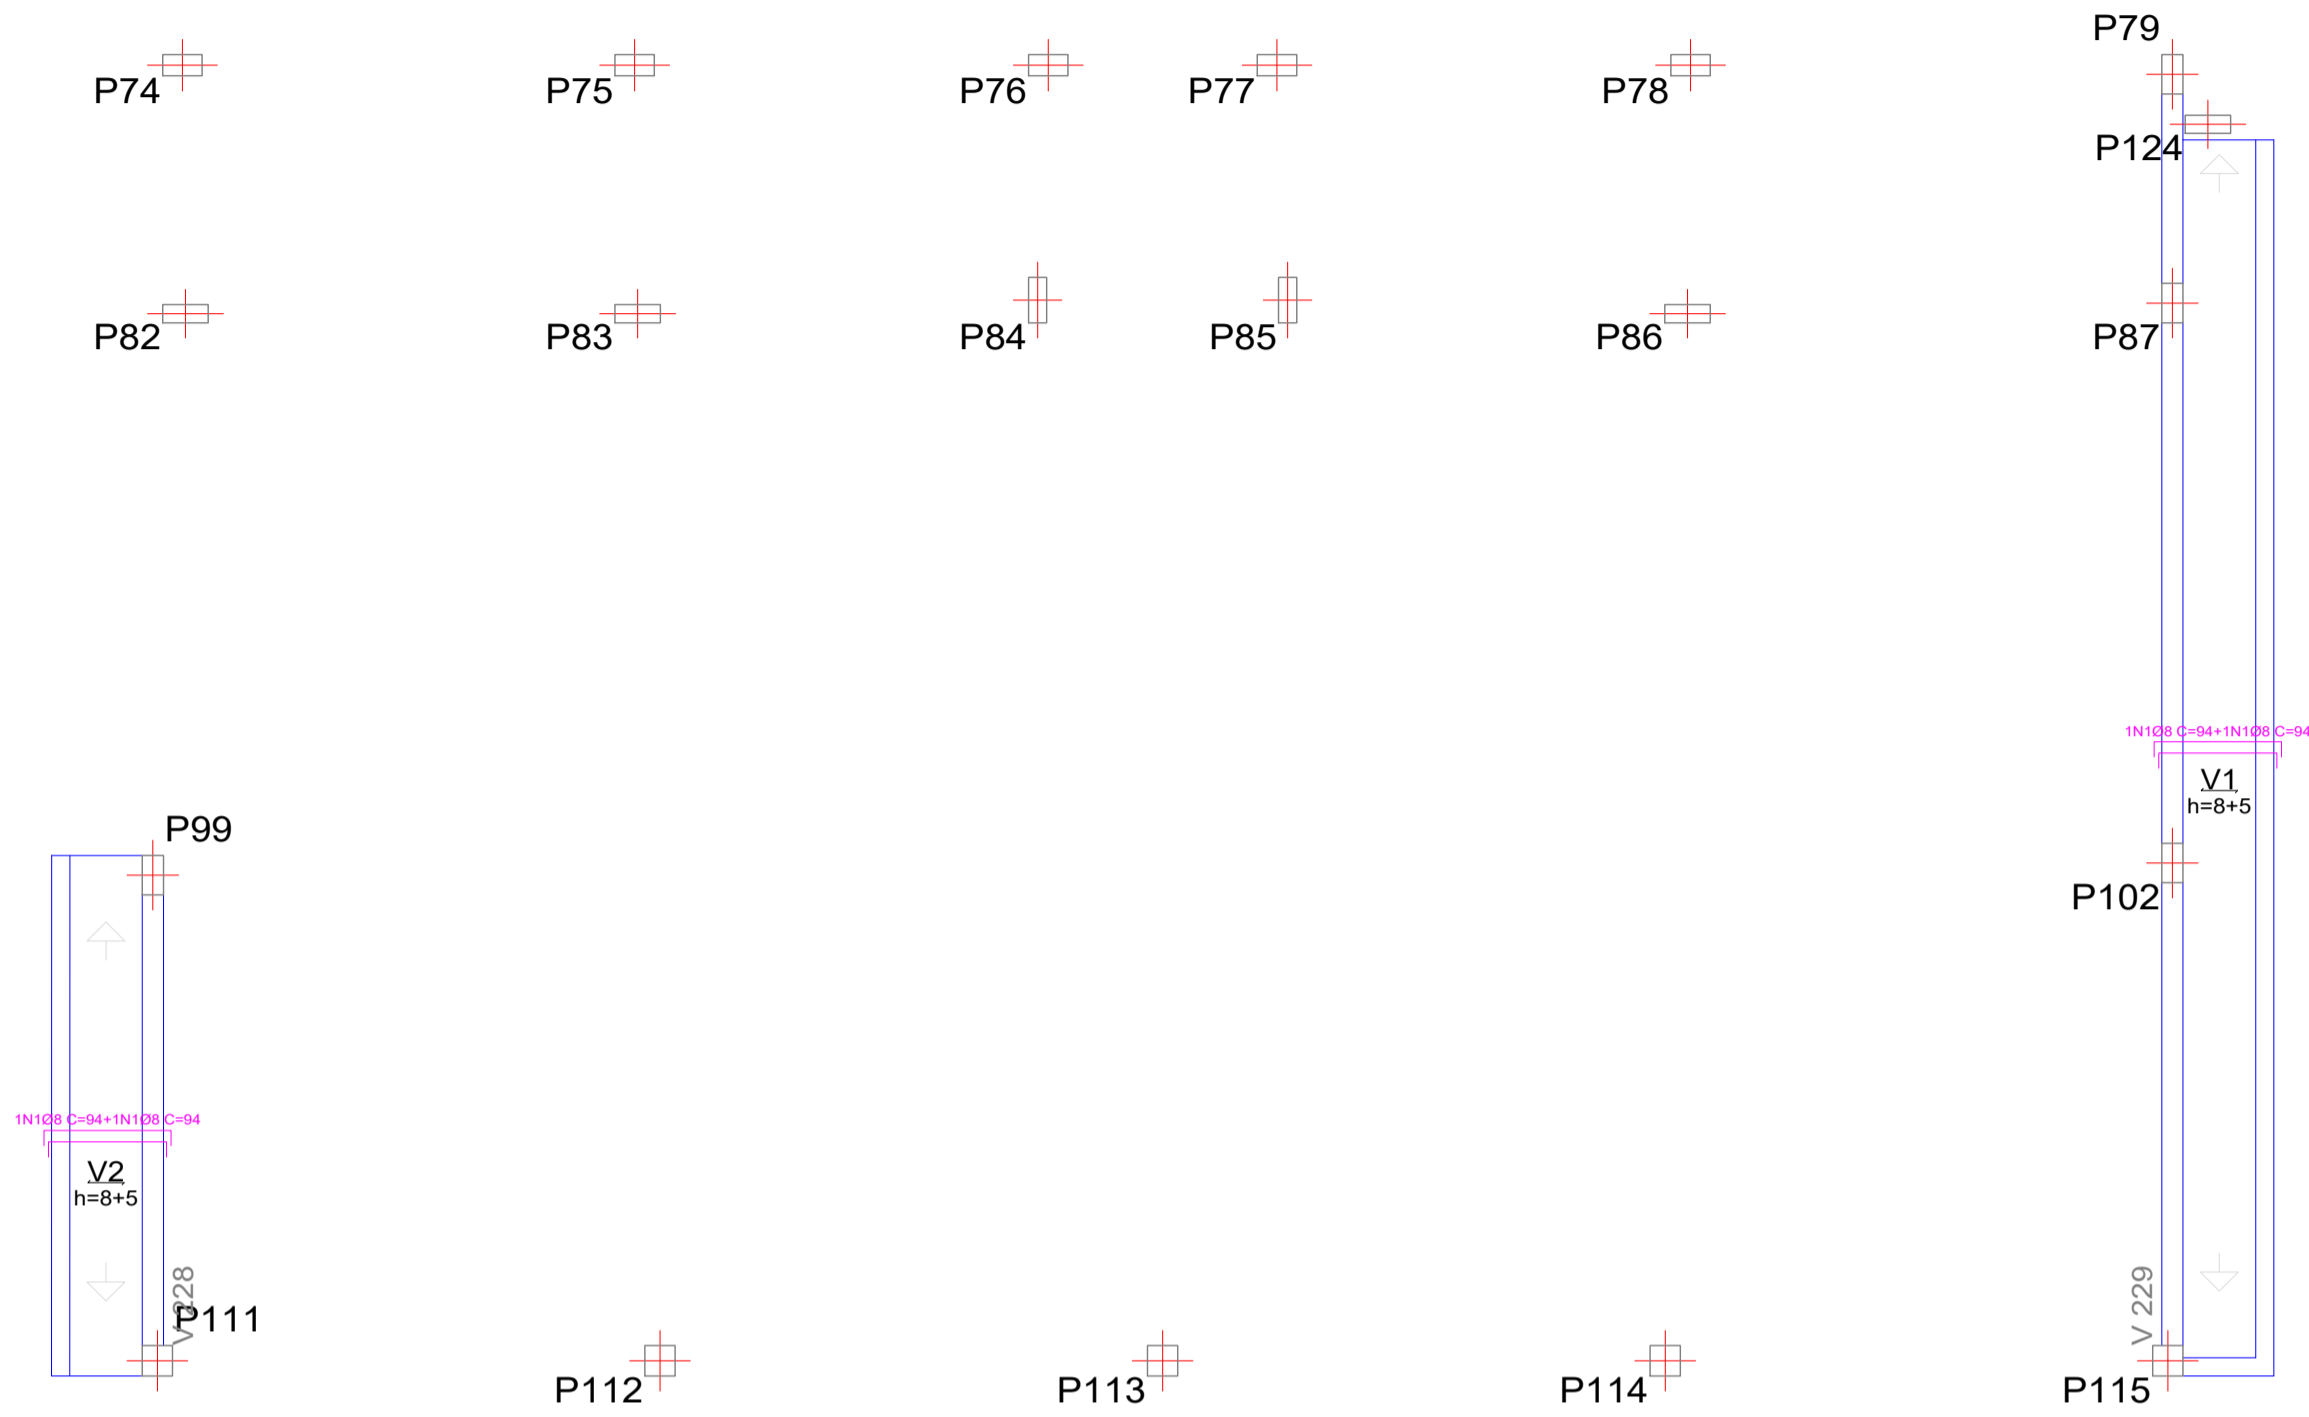 P79
P74
P75
P76
P77
P78
P124
P82
P83
P84
P85
P86
P87
1N1Ø8 C=94+1N1Ø8 C=94
V1
h=8+5
P99
P102
1N1Ø8 C=94+1N1Ø8 C=94
V2
h=8+5
V 228
P111
V 229
P112
P113
P114
P115